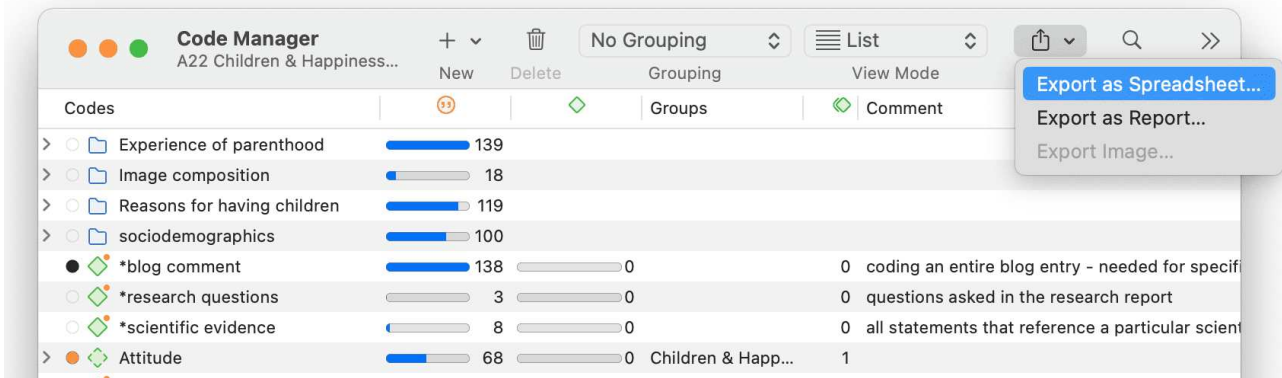 Code Manager
A22 Children & Happiness...
New
Delete
No Grouping
Grouping
List
View Mode
Export as Spreadsheet...
Export as Report...
Export Image...
Codes Groups Comment
Experience of parenthood 139
Image composition 18
Reasons for having children 119
sociodemographics 100
*blog comment 138 0 0 coding an entire blog entry - needed for specifi
*research questions 3 0 0 questions asked in the research report
*scientific evidence 8 0 0 all statements that reference a particular scient
Attitude 68 0 Children & Happ... 1